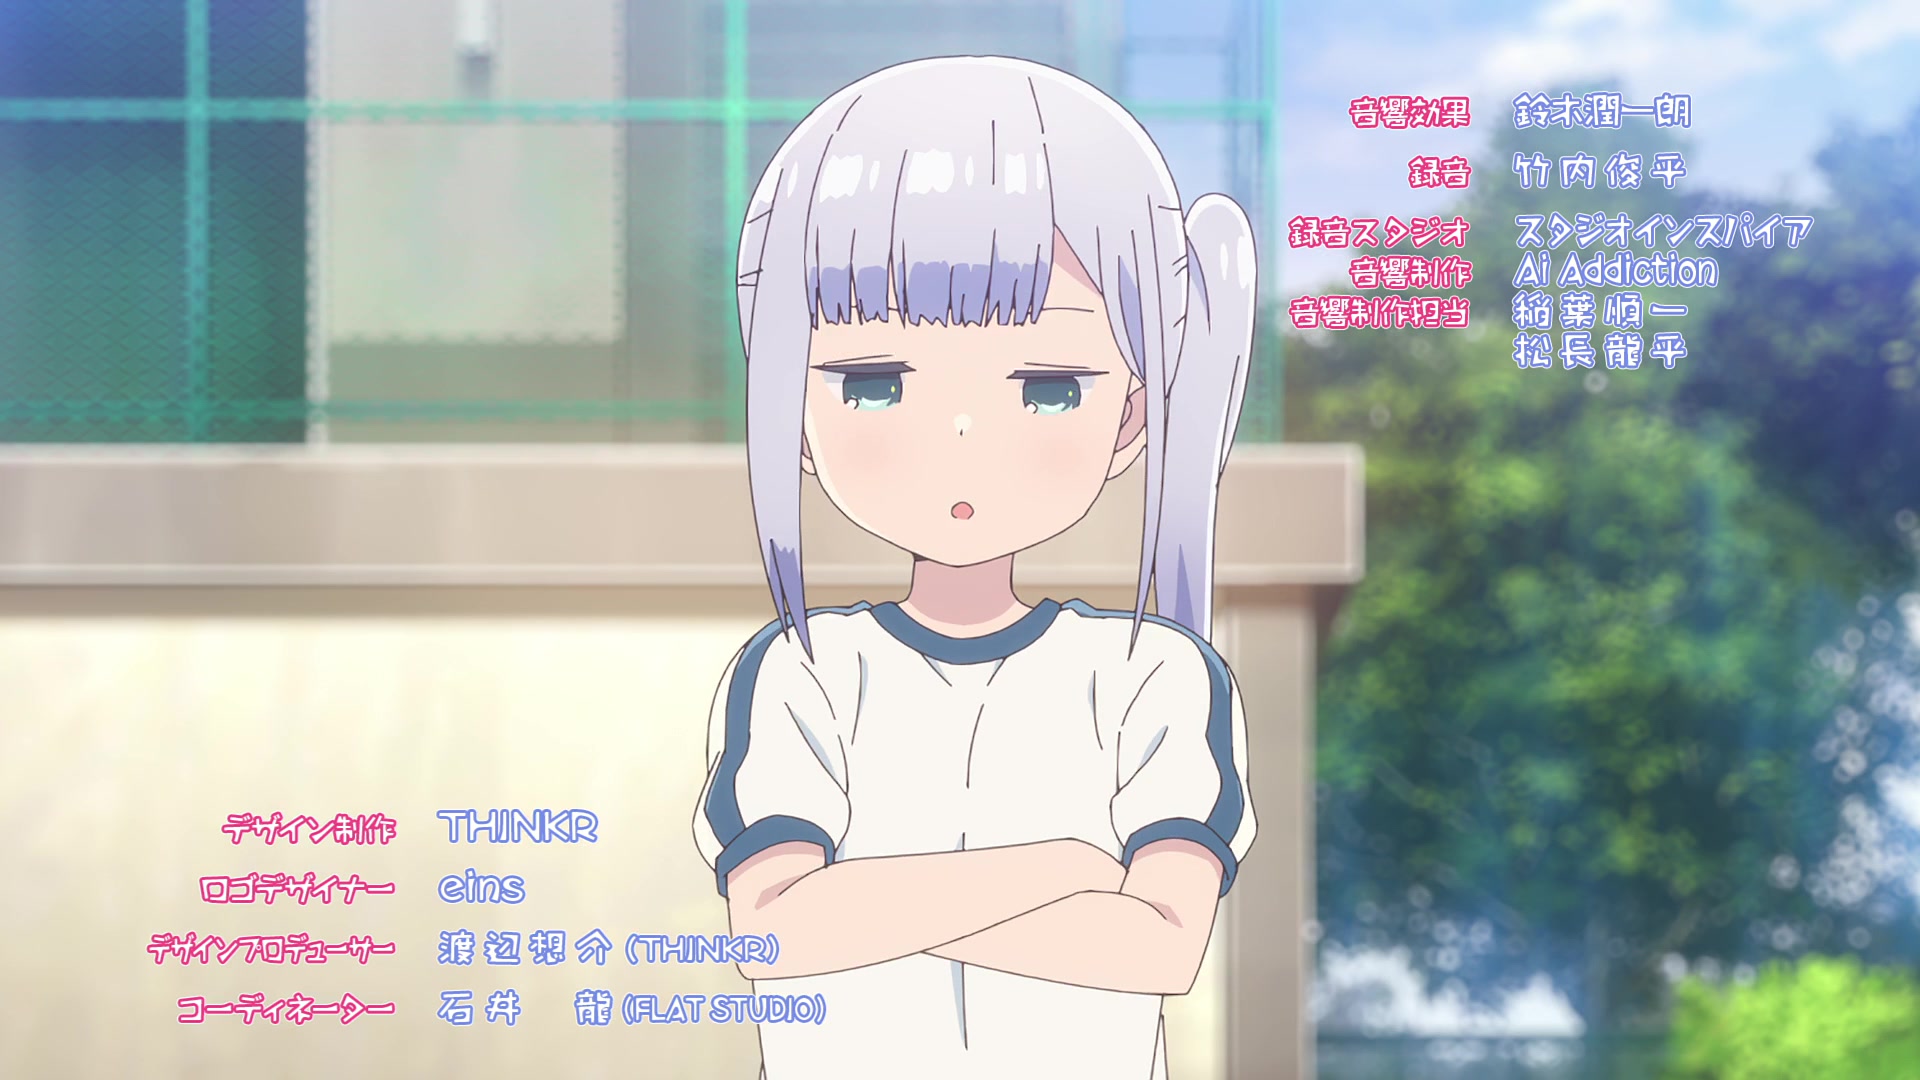 音響効果 鈴木潤一朗
録音 竹内俊平
録音スタジオ スタジオインスパイア
音響制作 Ai Addiction
音響制作担当 稲葉順一
松長龍平
デザイン制作 THINKR
ロゴデザイナー eins
デザインプロデューサー 渡辺想介 (THINKR)
コーディネーター 石井 龍 (FLAT STUDIO)